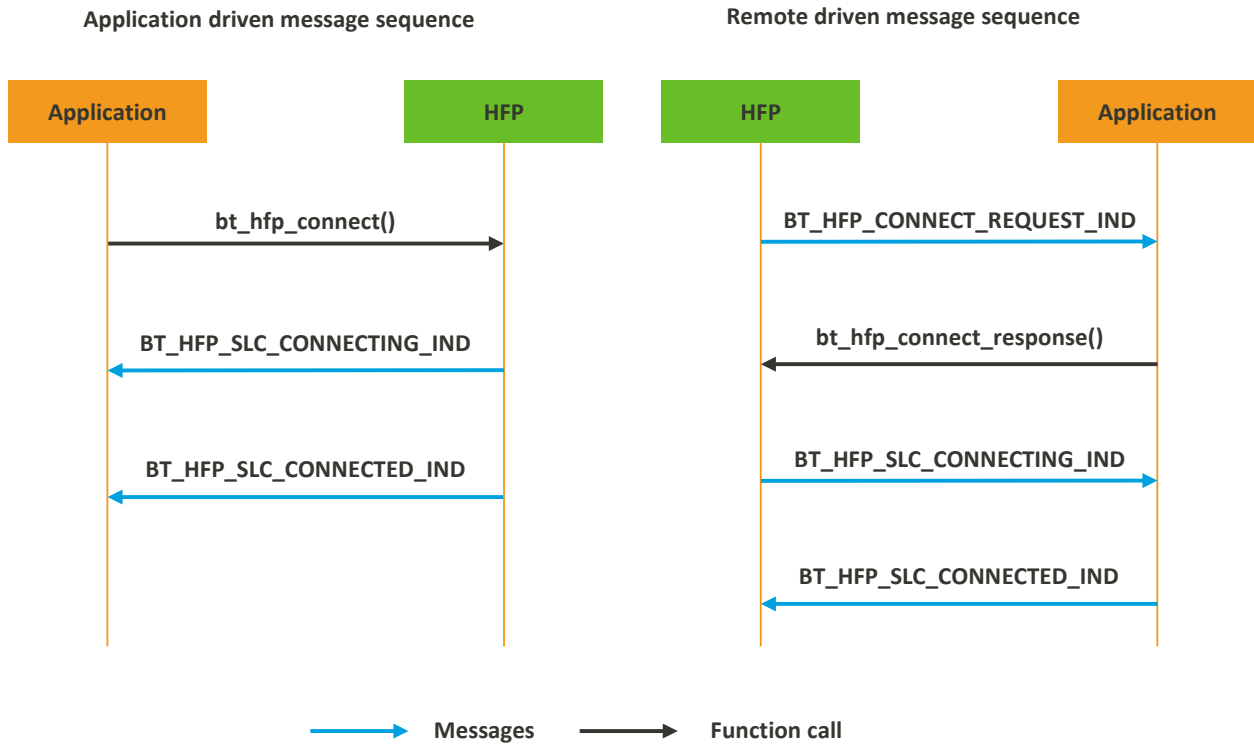 Application driven message sequence
Remote driven message sequence
Application
HFP
HFP
Application
bt_hfp_connect()
BT_HFP_CONNECT_REQUEST_IND
BT_HFP_SLC_CONNECTING_IND
bt_hfp_connect_response()
BT_HFP_SLC_CONNECTED_IND
BT_HFP_SLC_CONNECTING_IND
BT_HFP_SLC_CONNECTED_IND
Messages
Function call